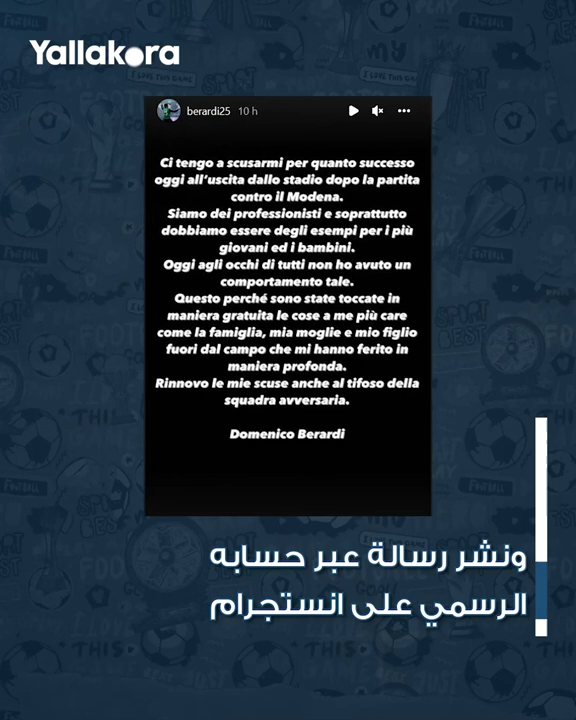 Yallakora
berardi25 10 h
Ci tengo a scusarmi per quanto successo
oggi all'uscita dallo stadio dopo la partita
contro il Modena.
Siamo dei professionisti e soprattutto
dobbiamo essere degli esempi per i più
giovani ed i bambini.
Oggi agli occhi di tutti non ho avuto un
comportamento tale.
Questo perché sono state toccate in
maniera gratuita le cose a me più care
come la famiglia, mia moglie e mio figlio
fuori dal campo che mi hanno ferito in
maniera profonda.
Rinnovo le mie scuse anche al tifoso della
squadra avversaria.
Domenico Berardi
ونشر رسالة عبر حسابه
الرسمي على انستجرام